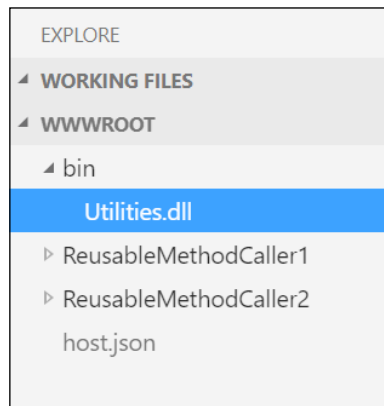 EXPLORE
WORKING FILES
WWWROOT
bin
Utilities.dll
ReusableMethodCaller1
ReusableMethodCaller2
host.json